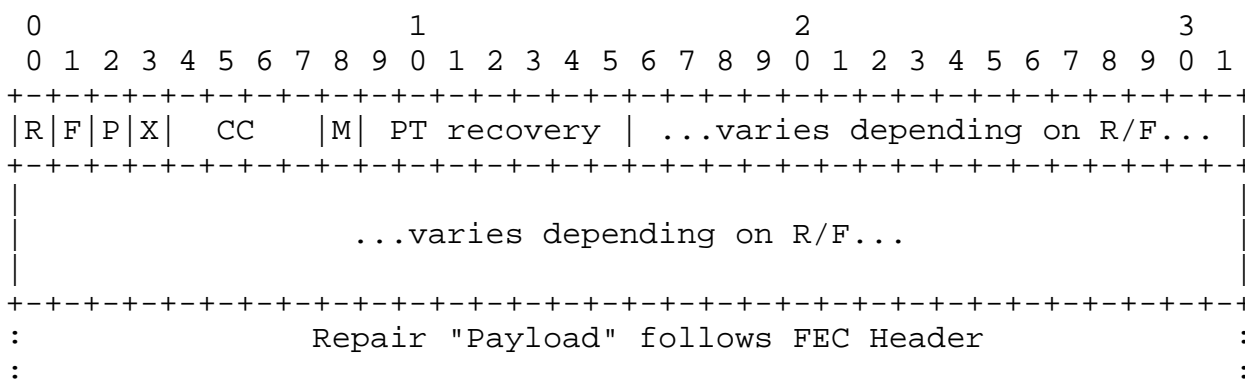 0                   1                   2                   3
 0 1 2 3 4 5 6 7 8 9 0 1 2 3 4 5 6 7 8 9 0 1 2 3 4 5 6 7 8 9 0 1
+-+-+-+-+-+-+-+-+-+-+-+-+-+-+-+-+-+-+-+-+-+-+-+-+-+-+-+-+-+-+-+-+
|R|F|P|X|  CC   |M| PT recovery | ...varies depending on R/F... |
+-+-+-+-+-+-+-+-+-+-+-+-+-+-+-+-+-+-+-+-+-+-+-+-+-+-+-+-+-+-+-+-+
|                                                               |
|                 ...varies depending on R/F...                 |
|                                                               |
+-+-+-+-+-+-+-+-+-+-+-+-+-+-+-+-+-+-+-+-+-+-+-+-+-+-+-+-+-+-+-+-+
:               Repair "Payload" follows FEC Header             :
:                                                               :